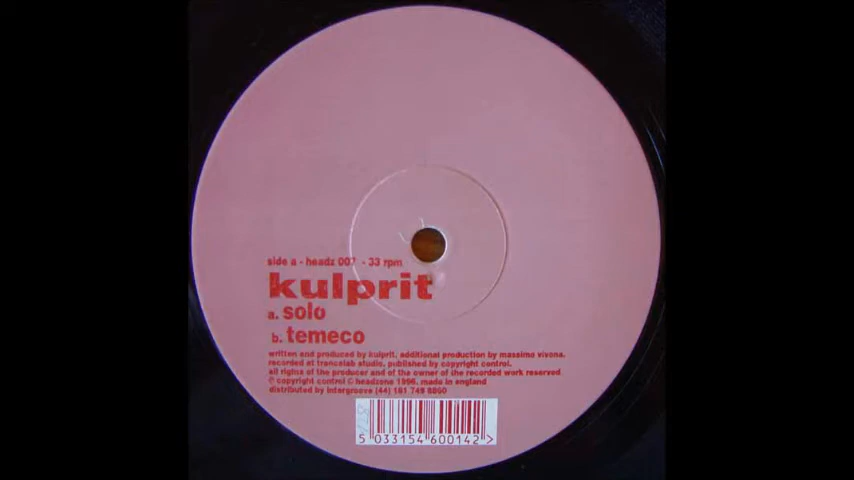 side a - headz 007 - 33 rpm
kulprit
a. solo
b. temeco
written and produced by kulprit, additional production by massimo vivona.
recorded at trancelab studio, published by copyright control.
all rights of the producer and of the owner of the recorded work reserved
℗ copyright control © headzone 1996. made in england
distributed by intergroove (44) 181 749 8860
5 033154 600142 >